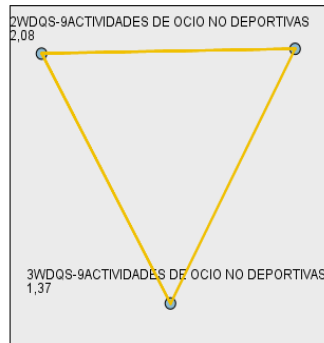 2WDQS-9ACTIVIDADES DE OCIO NO DEPORTIVAS
2,08
3WDQS-9ACTIVIDADES DE OCIO NO DEPORTIVAS
1,37